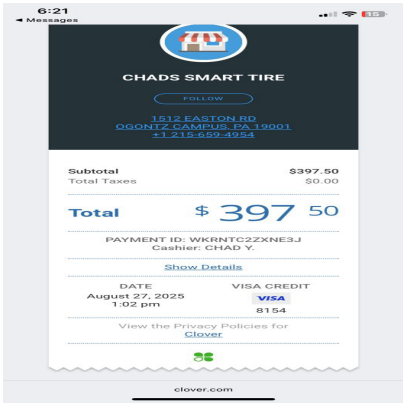 6:21
15
◄ Messages
CHADS SMART TIRE
FOLLOW
1512 EASTON RD
OGONTZ CAMPUS, PA 19001
+1 215-659-4954
Subtotal $397.50
Total Taxes $0.00
Total $ 397 50
PAYMENT ID: WKRNTC2ZXNE3J
Cashier: CHAD Y.
Show Details
DATE VISA CREDIT
August 27, 2025 VISA
1:02 pm 8154
View the Privacy Policies for
Clover
clover.com